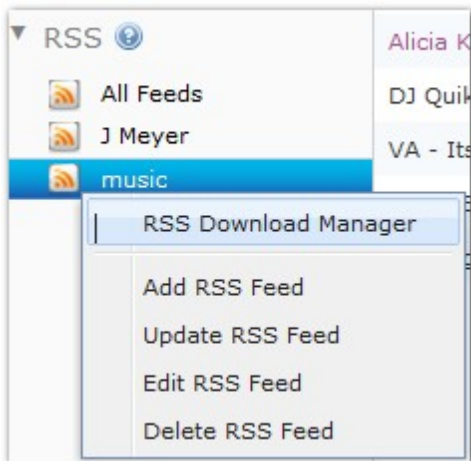 RSS ?
All Feeds
J Meyer
music
RSS Download Manager
Add RSS Feed
Update RSS Feed
Edit RSS Feed
Delete RSS Feed
Alicia K
DJ Quik
VA - Its